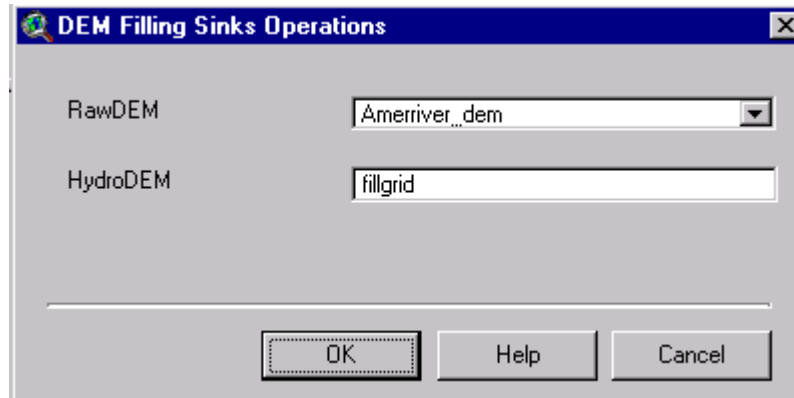 DEM Filling Sinks Operations
RawDEM Amerriver_dem
HydroDEM fillgrid
OK Help Cancel